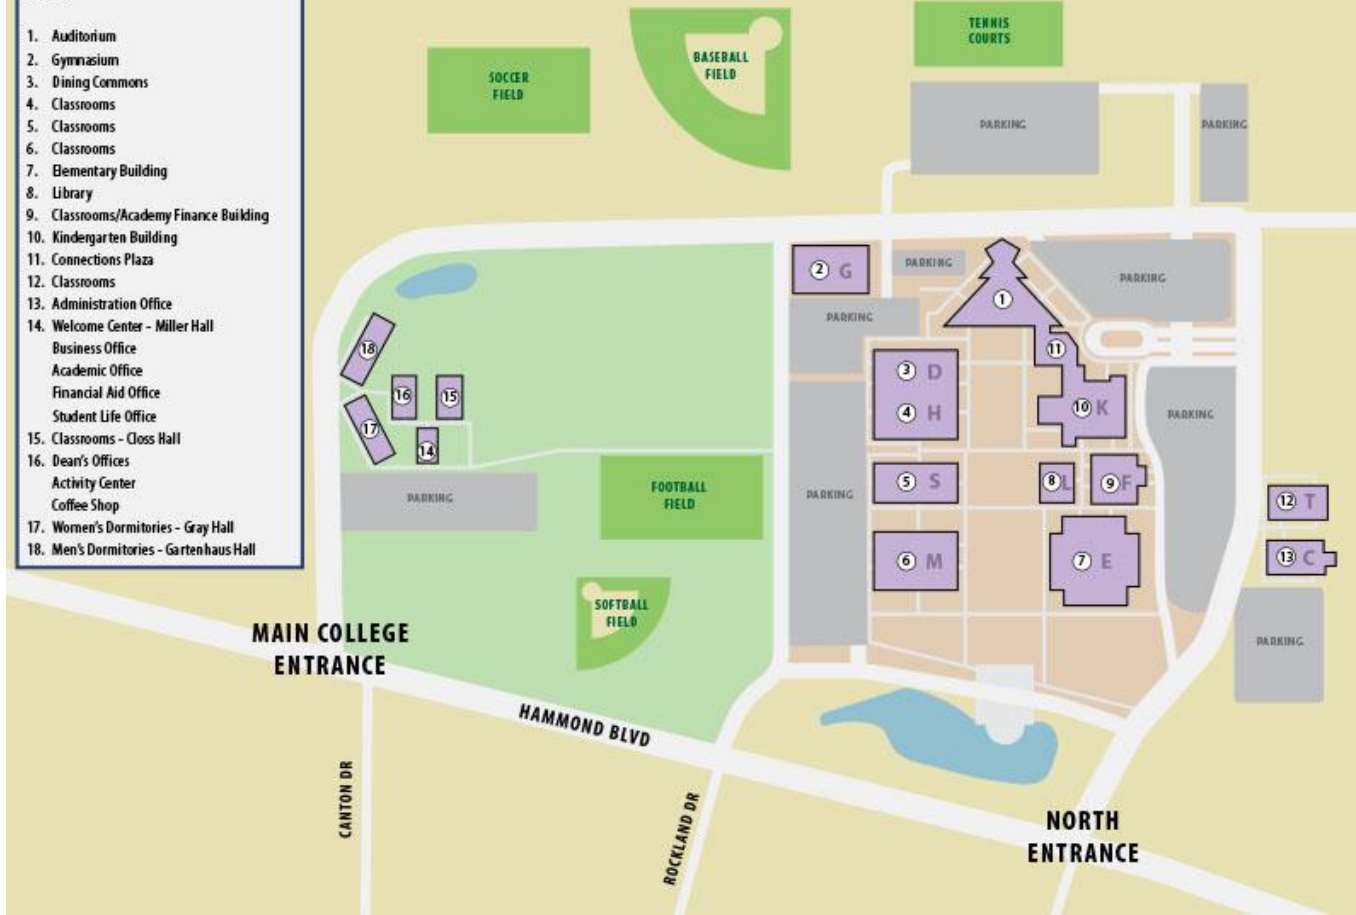 1. Auditorium
2. Gymnasium
3. Dining Commons
4. Classrooms
5. Classrooms
6. Classrooms
7. Elementary Building
8. Library
9. Classrooms/Academy Finance Building
10. Kindergarten Building
11. Connections Plaza
12. Classrooms
13. Administration Office
14. Welcome Center - Miller Hall
Business Office
Academic Office
Financial Aid Office
Student Life Office
15. Classrooms - Closs Hall
16. Dean's Offices
Activity Center
Coffee Shop
17. Women's Dormitories - Gray Hall
18. Men's Dormitories - Gartenhaus Hall
SOCCER
FIELD
BASEBALL
FIELD
TENNIS
COURTS
PARKING
PARKING
2 G
PARKING
1
PARKING
PARKING
11
3 D
4 H
10 K
PARKING
18
16
15
17
14
PARKING
FOOTBALL
FIELD
PARKING
5 S
8 L
9 F
12 T
6 M
7 E
13 C
SOFTBALL
FIELD
PARKING
MAIN COLLEGE
ENTRANCE
HAMMOND BLVD
CANTON DR
ROCKLAND DR
NORTH
ENTRANCE